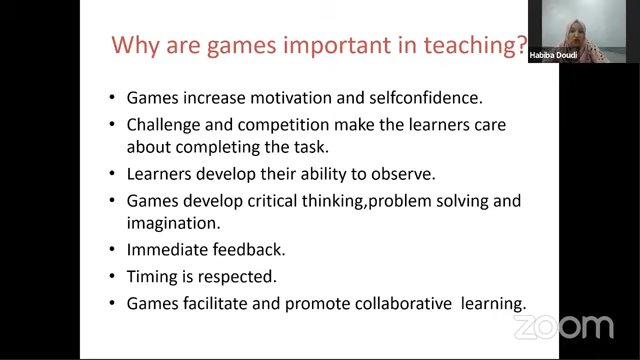 Why are games important in teaching?
Habiba Doudi
• Games increase motivation and selfconfidence.
• Challenge and competition make the learners care
about completing the task.
• Learners develop their ability to observe.
• Games develop critical thinking,problem solving and
imagination.
• Immediate feedback.
• Timing is respected.
• Games facilitate and promote collaborative  learning.
zoom